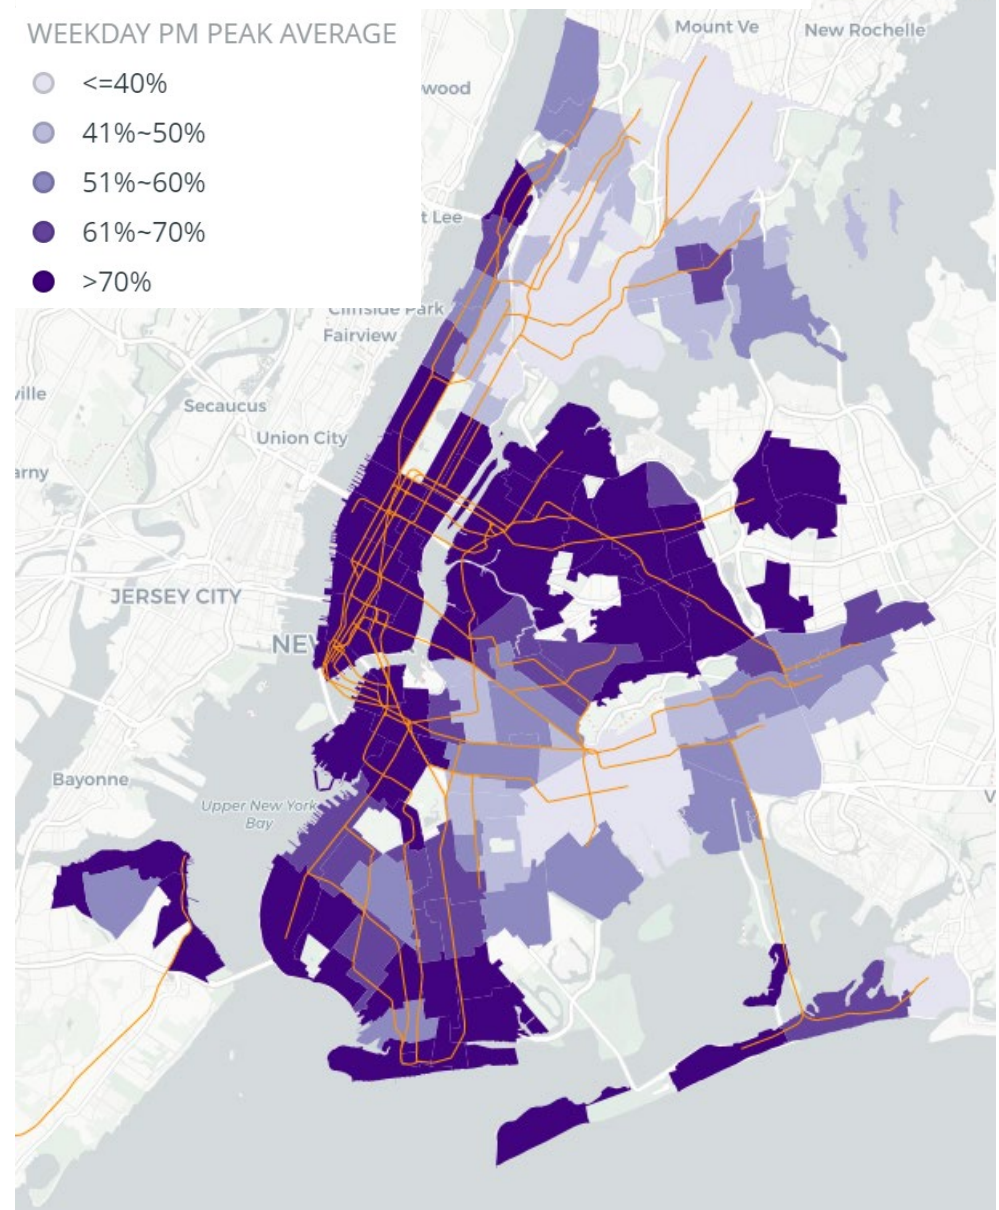 WEEKDAY PM PEAK AVERAGE
<=40%
41%~50%
51%~60%
61%~70%
>70%
Mount Ve
New Rochelle
wood
t Lee
Cliffside Park
Fairview
ville
Secaucus
Union City
arny
JERSEY CITY
NEW
Bayonne
Upper New York
Bay
V